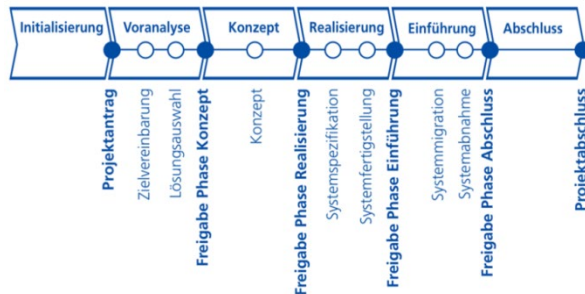 Initialisierung
Voranalyse
Konzept
Realisierung
Einführung
Abschluss
Projektantrag
Zielvereinbarung
Lösungsauswahl
Freigabe Phase Konzept
Konzept
Freigabe Phase Realisierung
Systemspezifikation
Systemfertigstellung
Freigabe Phase Einführung
Systemmigration
Systemabnahme
Freigabe Phase Abschluss
Projektabschluss